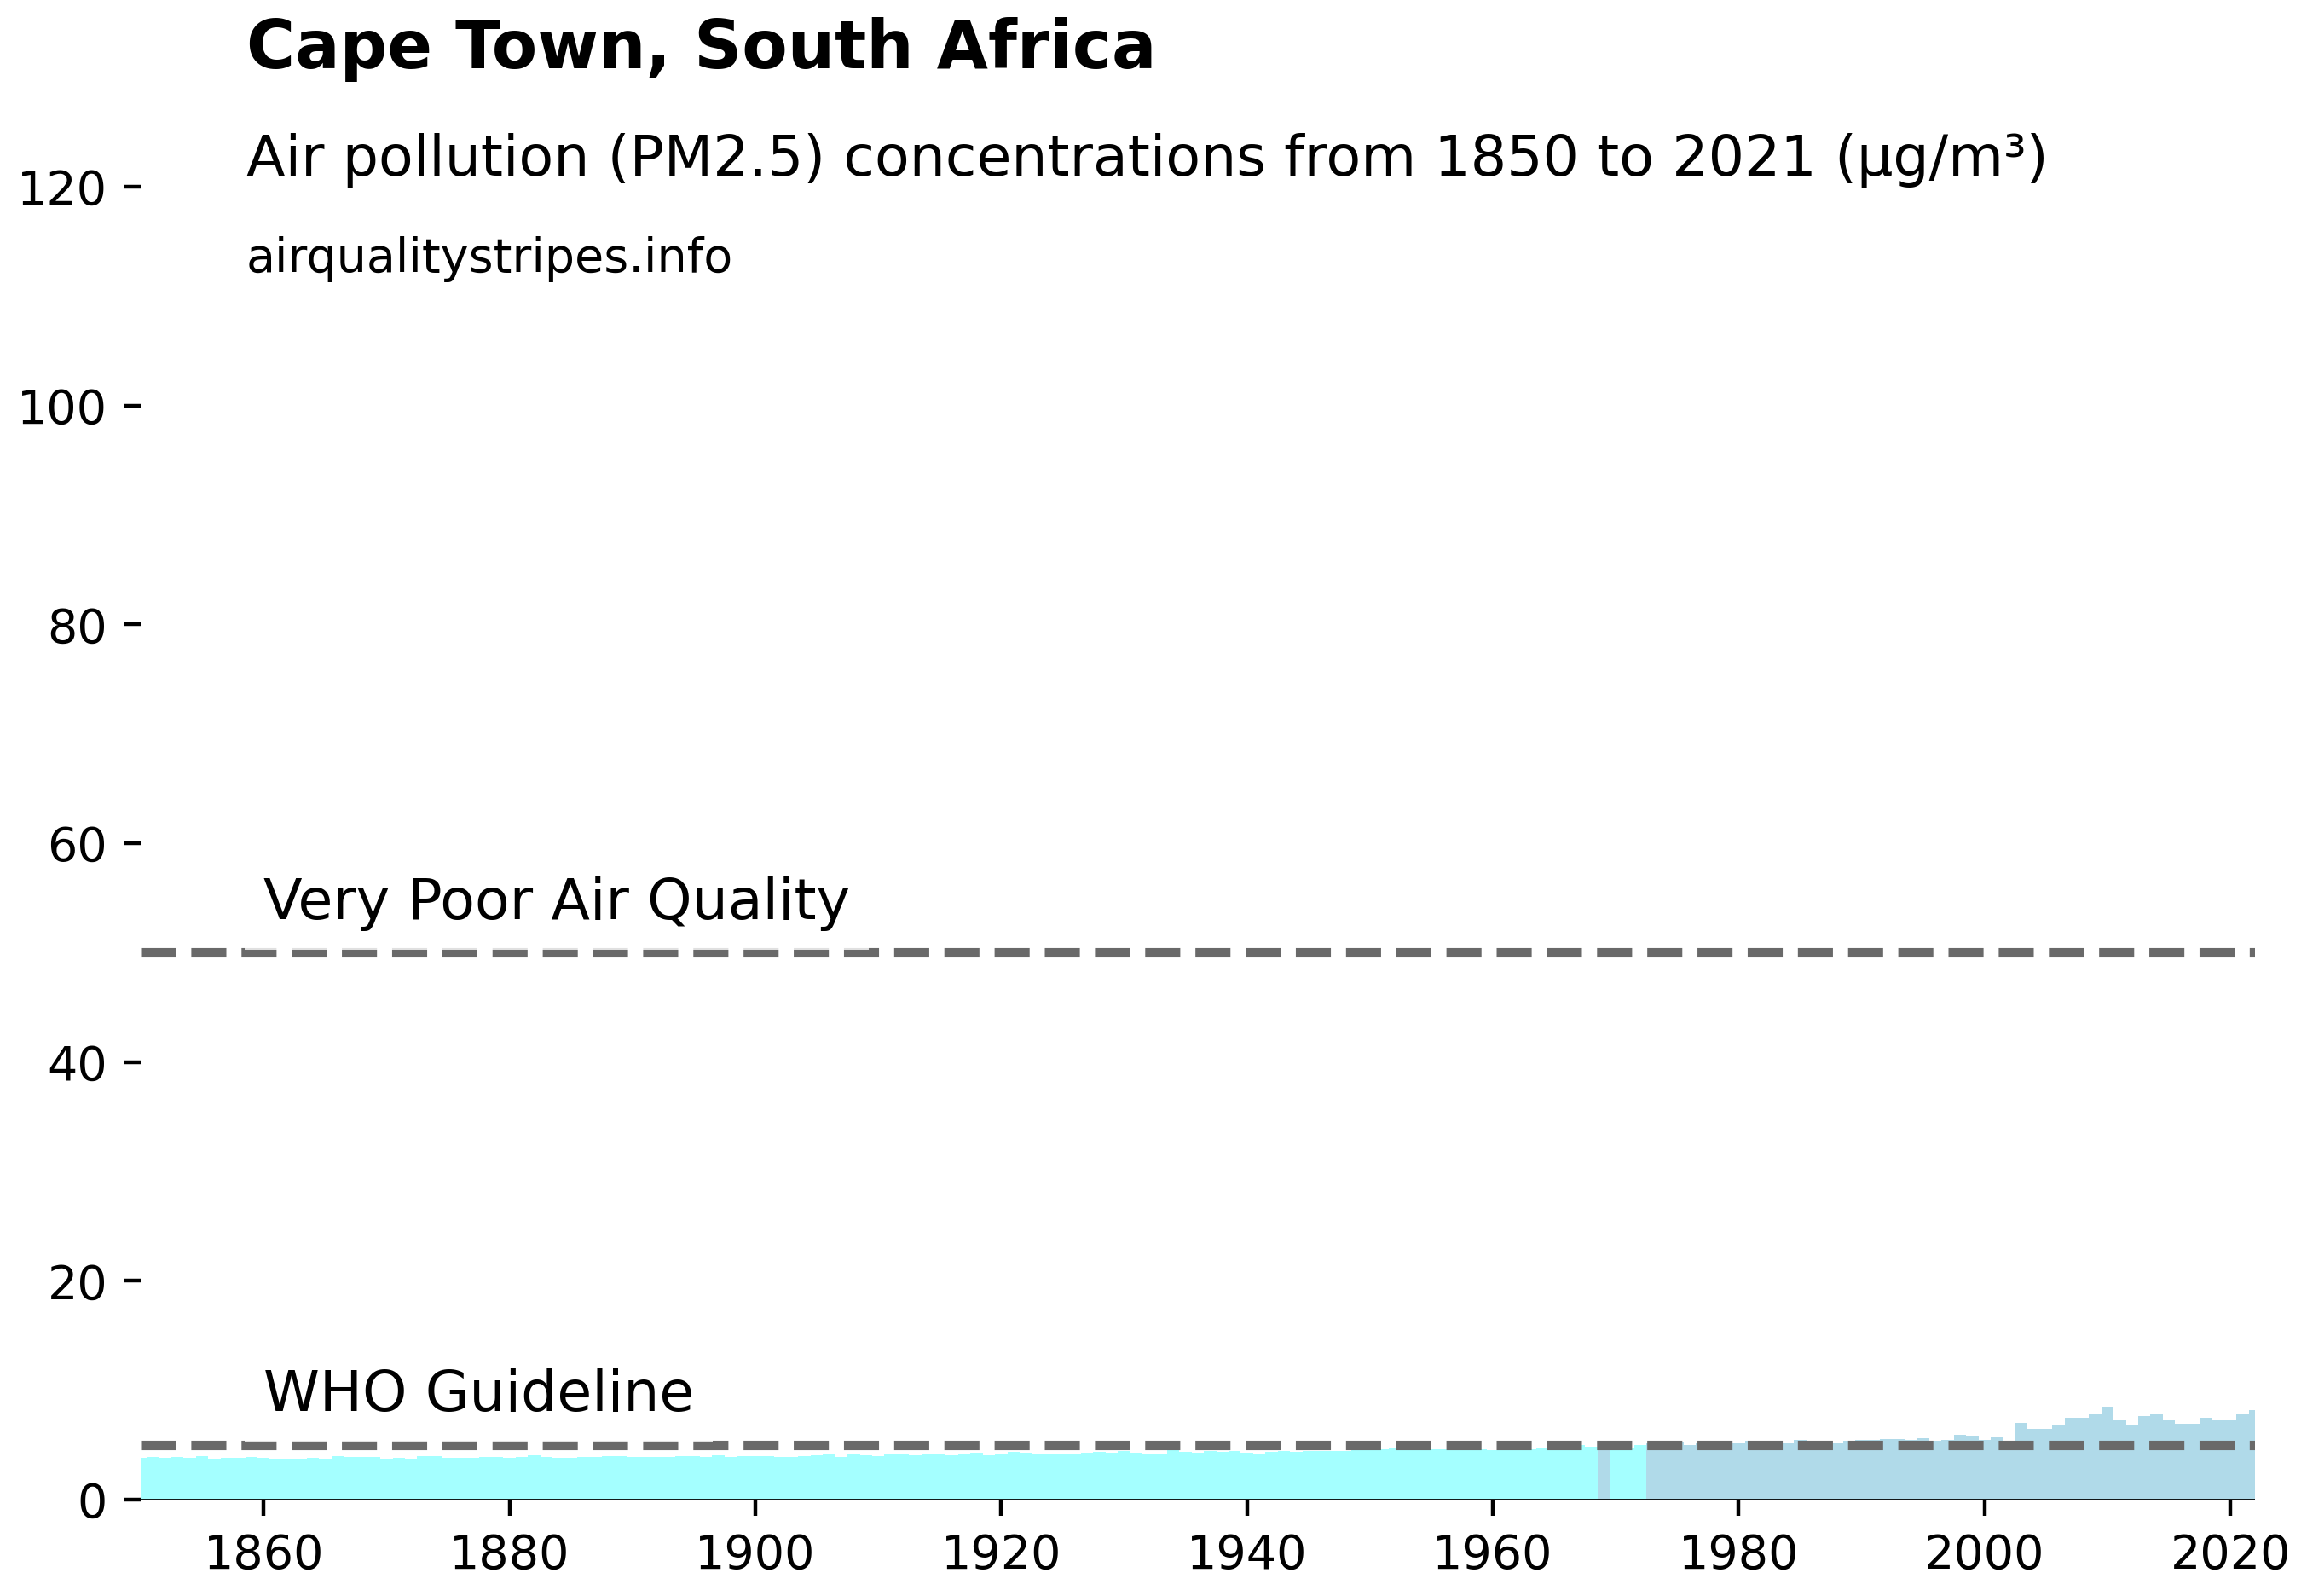 Cape Town, South Africa
Air pollution (PM2.5) concentrations from 1850 to 2021 (µg/m³)
120
airqualitystripes.info
100
80
60
Very Poor Air Quality
40
20
WHO Guideline
0
1860 1880 1900 1920 1940 1960 1980 2000 2020